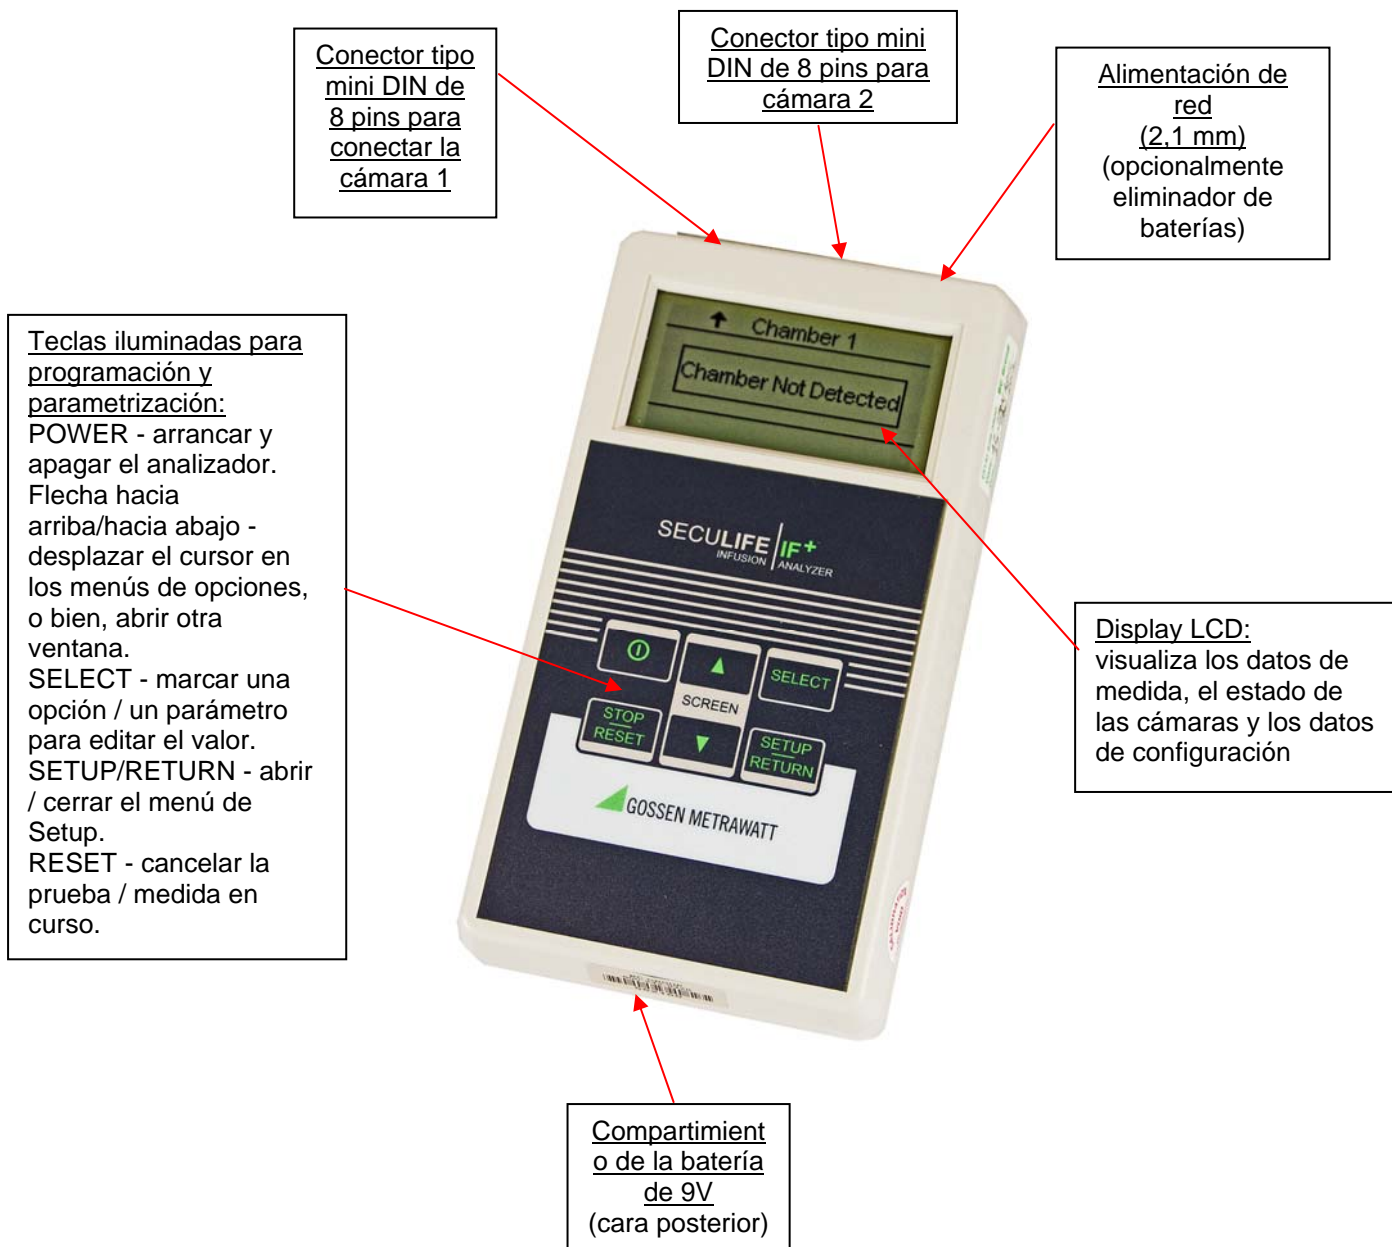 Conector tipo
mini DIN de
8 pins para
conectar la
cámara 1
Conector tipo mini
DIN de 8 pins para
cámara 2
Alimentación de
red
(2,1 mm)
(opcionalmente
eliminador de
baterías)
Teclas iluminadas para
programación y
parametrización:
POWER - arrancar y
apagar el analizador.
Flecha hacia
arriba/hacia abajo -
desplazar el cursor en
los menús de opciones,
o bien, abrir otra
ventana.
SELECT - marcar una
opción / un parámetro
para editar el valor.
SETUP/RETURN - abrir
/ cerrar el menú de
Setup.
RESET - cancelar la
prueba / medida en
curso.
Chamber 1
Chamber Not Detected
SECULIFE IF+
INFUSION ANALYZER
SELECT
SCREEN
STOP
RESET
SETUP
RETURN
GOSSEN METRAWATT
Display LCD:
visualiza los datos de
medida, el estado de
las cámaras y los datos
de configuración
Compartimient
o de la batería
de 9V
(cara posterior)